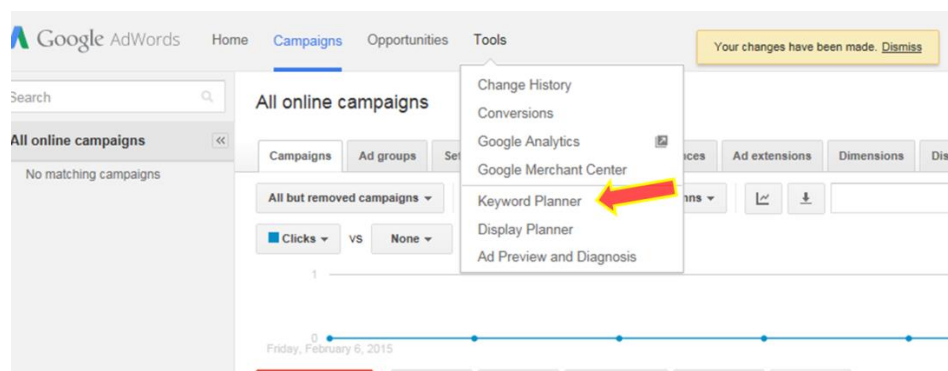 Google AdWords Home Campaigns Opportunities Tools
Your changes have been made. Dismiss
Search
All online campaigns
No matching campaigns
All online campaigns
Change History
Conversions
Google Analytics
Google Merchant Center
Keyword Planner
Display Planner
Ad Preview and Diagnosis
Campaigns Ad groups Ad extensions Dimensions
All but removed campaigns
Clicks VS None
1
0
Friday, February 6, 2015